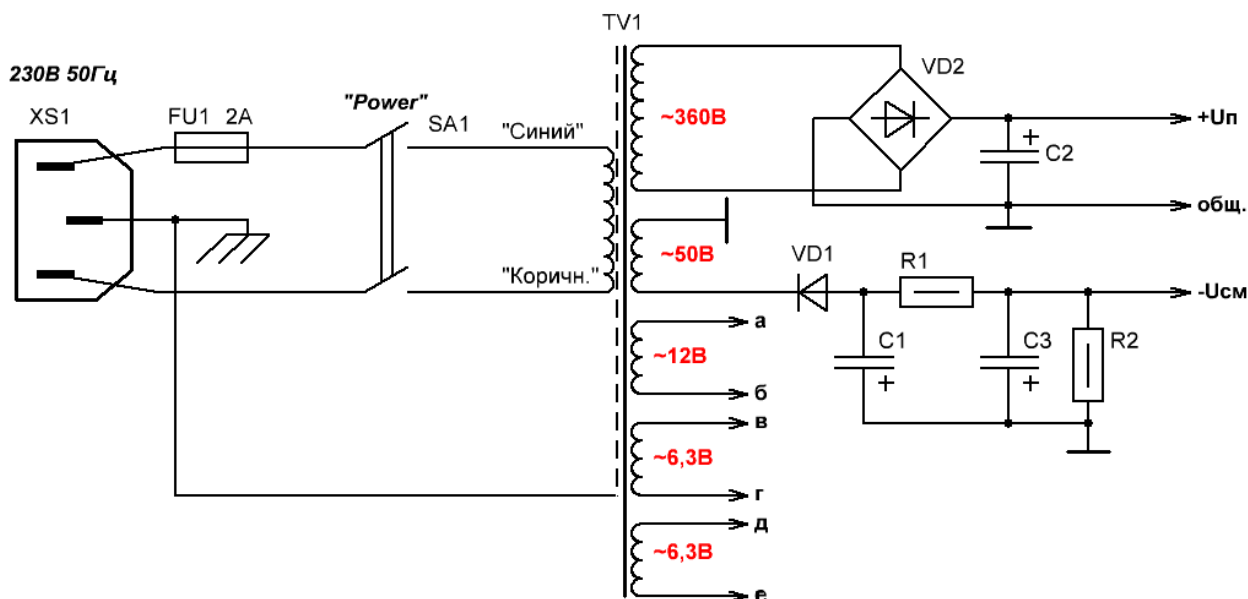 TV1
230В 50Гц
VD2
XS1
FU1 2A
"Power"
SA1
"Синий"
~360В
+Uп
+
C2
общ.
~50В
VD1
R1
"Коричн."
-Uсм
а
~12В
C1
+
C3
+
R2
б
в
~6,3В
г
д
~6,3В
е